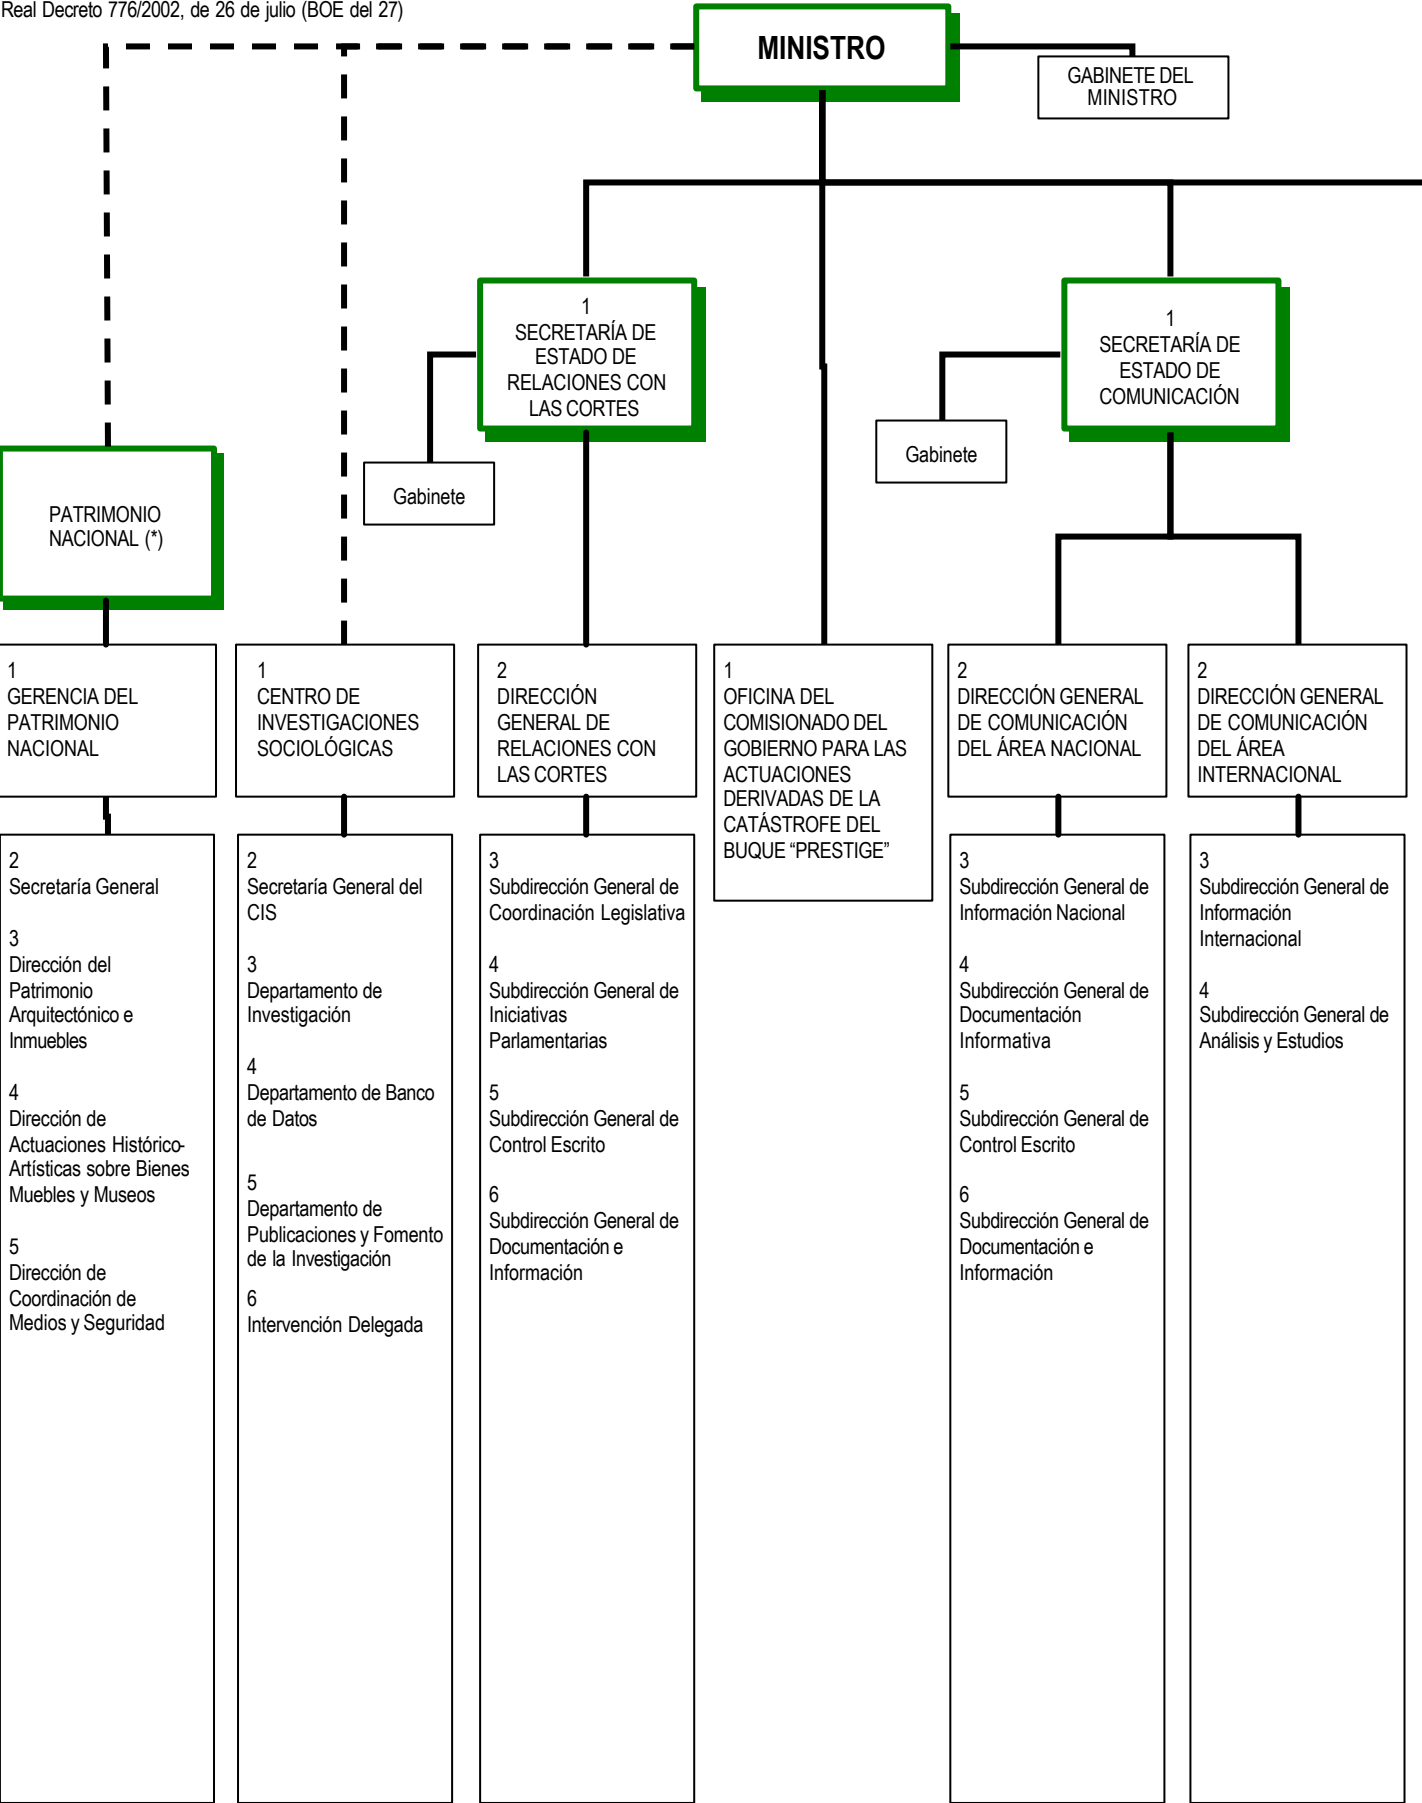 Real Decreto 776/2002, de 26 de julio (BOE del 27)
MINISTRO
GABINETE DEL
MINISTRO
1
SECRETARÍA DE
ESTADO DE
RELACIONES CON
LAS CORTES
1
SECRETARÍA DE
ESTADO DE
COMUNICACIÓN
Gabinete
Gabinete
PATRIMONIO
NACIONAL (*)
1
GERENCIA DEL
PATRIMONIO
NACIONAL
1
CENTRO DE
INVESTIGACIONES
SOCIOLÓGICAS
2
DIRECCIÓN
GENERAL DE
RELACIONES CON
LAS CORTES
1
OFICINA DEL
COMISIONADO DEL
GOBIERNO PARA LAS
ACTUACIONES
DERIVADAS DE LA
CATÁSTROFE DEL
BUQUE “PRESTIGE”
2
DIRECCIÓN GENERAL
DE COMUNICACIÓN
DEL ÁREA NACIONAL
2
DIRECCIÓN GENERAL
DE COMUNICACIÓN
DEL ÁREA
INTERNACIONAL
2
Secretaría General
3
Dirección del
Patrimonio
Arquitectónico e
Inmuebles
4
Dirección de
Actuaciones Histórico-
Artísticas sobre Bienes
Muebles y Museos
5
Dirección de
Coordinación de
Medios y Seguridad
2
Secretaría General del
CIS
3
Departamento de
Investigación
4
Departamento de Banco
de Datos
5
Departamento de
Publicaciones y Fomento
de la Investigación
6
Intervención Delegada
3
Subdirección General de
Coordinación Legislativa
4
Subdirección General de
Iniciativas
Parlamentarias
5
Subdirección General de
Control Escrito
6
Subdirección General de
Documentación e
Información
3
Subdirección General de
Información Nacional
4
Subdirección General de
Documentación
Informativa
5
Subdirección General de
Control Escrito
6
Subdirección General de
Documentación e
Información
3
Subdirección General de
Información
Internacional
4
Subdirección General de
Análisis y Estudios